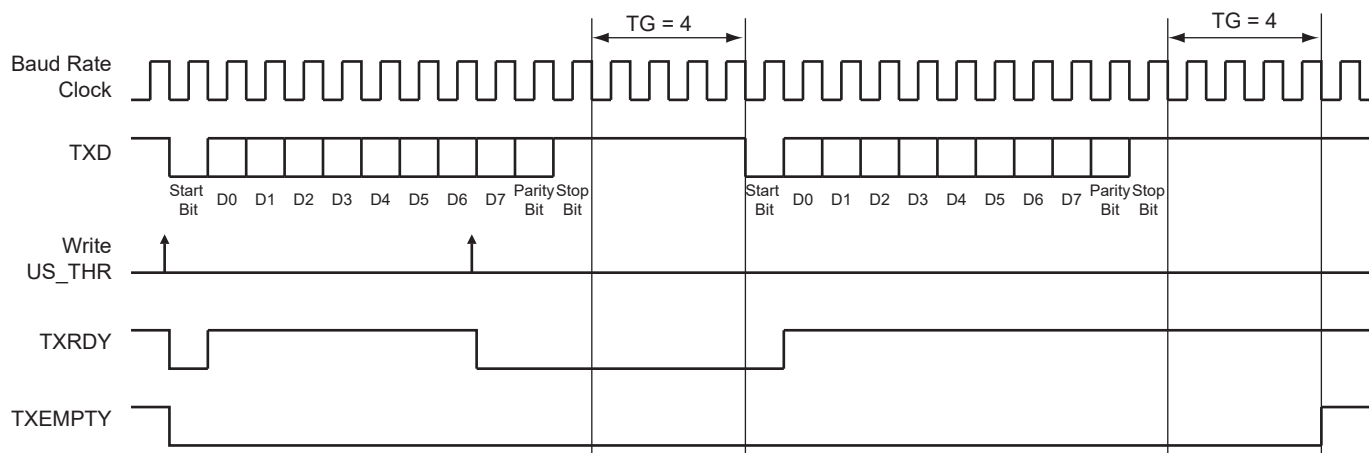 TG = 4
TG = 4
Baud Rate
Clock
TXD
Start
Bit
D0
D1
D2
D3
D4
D5
D6
D7
Parity
Bit
Stop
Bit
Start
Bit
D0
D1
D2
D3
D4
D5
D6
D7
Parity
Bit
Stop
Bit
Write
US_THR
TXRDY
TXEMPTY